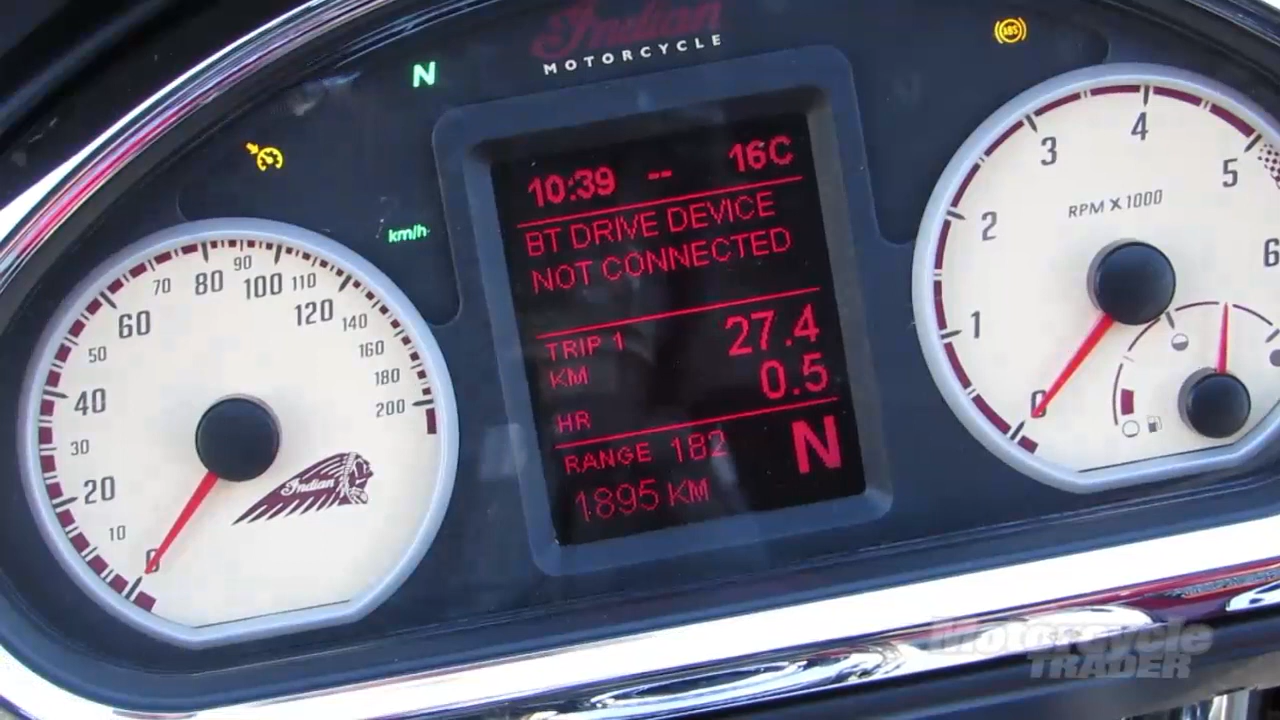 Indian
MOTORCYCLE
N
ABS
km/h
10:39 -- 16C
BT DRIVE DEVICE
NOT CONNECTED
TRIP 1 27.4
KM 0.5
HR
RANGE 182 N
1895 KM
0
10
20
30
40
50
60
70
80
90
100
110
120
140
160
180
200
Indian
0
1
2
3
4
5
6
RPM X 1000
Motorcycle
TRADER